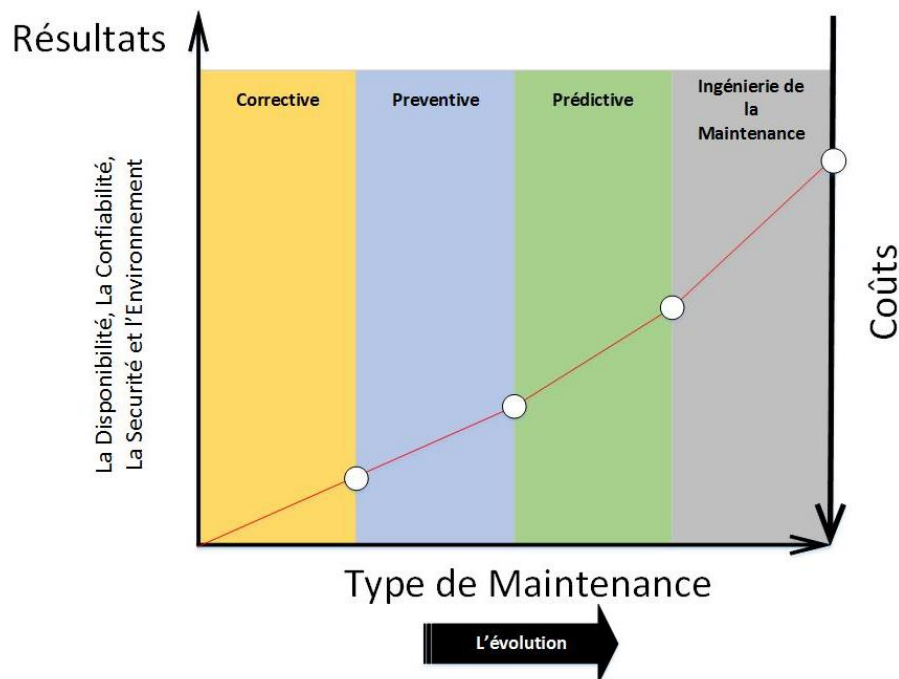 Résultats
Corrective
Preventive
Prédictive
Ingénierie de
la
Maintenance
La Disponibilité, La Confiabilité,
La Securité et l'Environnement
Coûts
Type de Maintenance
L'évolution